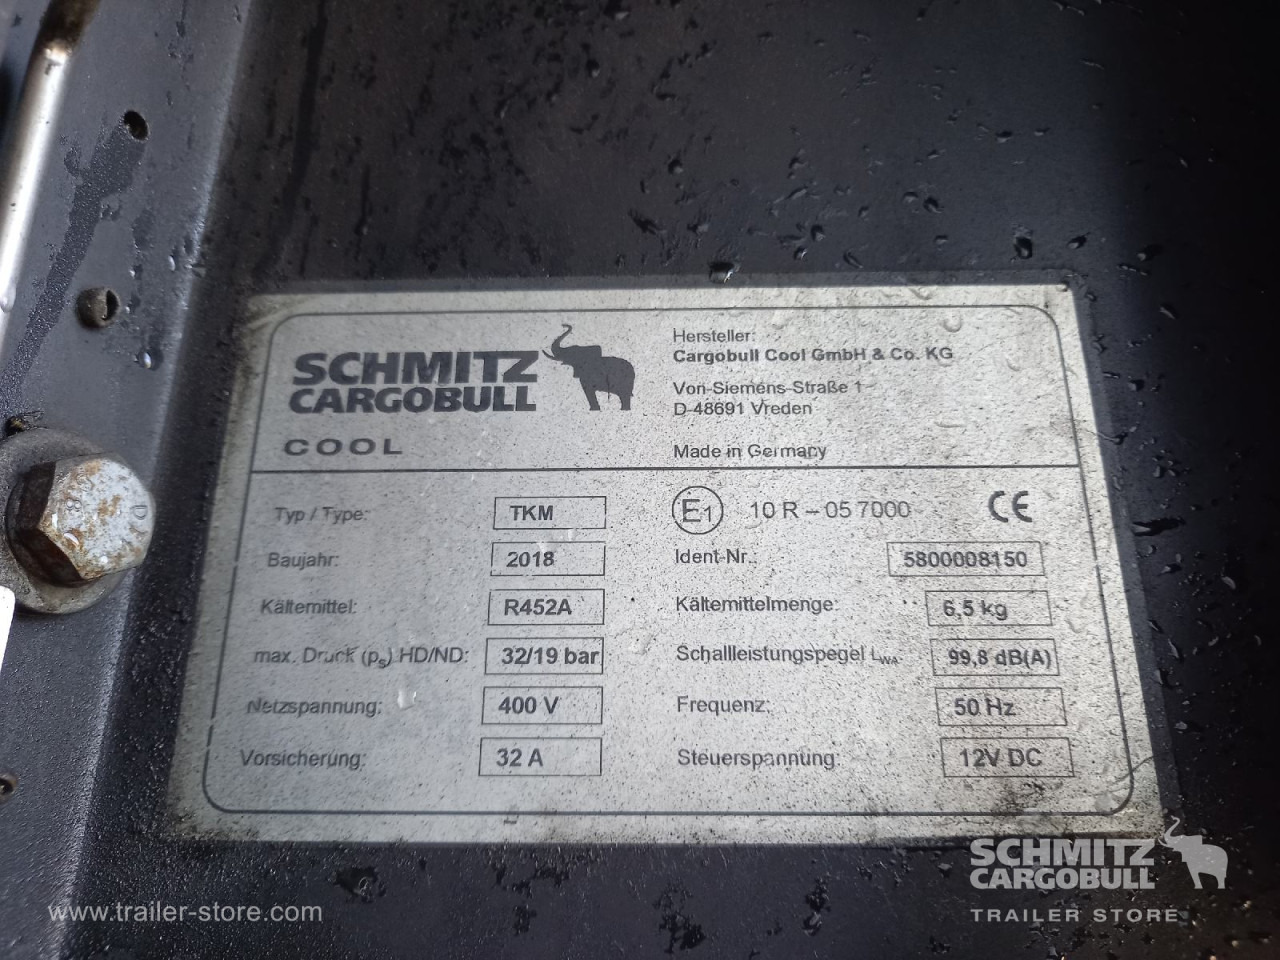 SCHMITZ
CARGOBULL
COOL
Hersteller:
Cargobull Cool GmbH & Co. KG
Von-Siemens-Straße 1
D-48691 Vreden
Made in Germany
Typ / Type: TKM
E1 10 R – 05 7000 CE
Baujahr: 2018
Ident-Nr.: 5800008150
Kältemittel: R452A
Kältemittelmenge: 6,5 kg
max. Druck (ps) HD/ND: 32/19 bar
Schallleistungspegel LWA: 99,8 dB(A)
Netzspannung: 400 V
Frequenz: 50 Hz
Vorsicherung: 32 A
Steuerspannung: 12V DC
www.trailer-store.com
SCHMITZ
CARGOBULL
TRAILER STORE